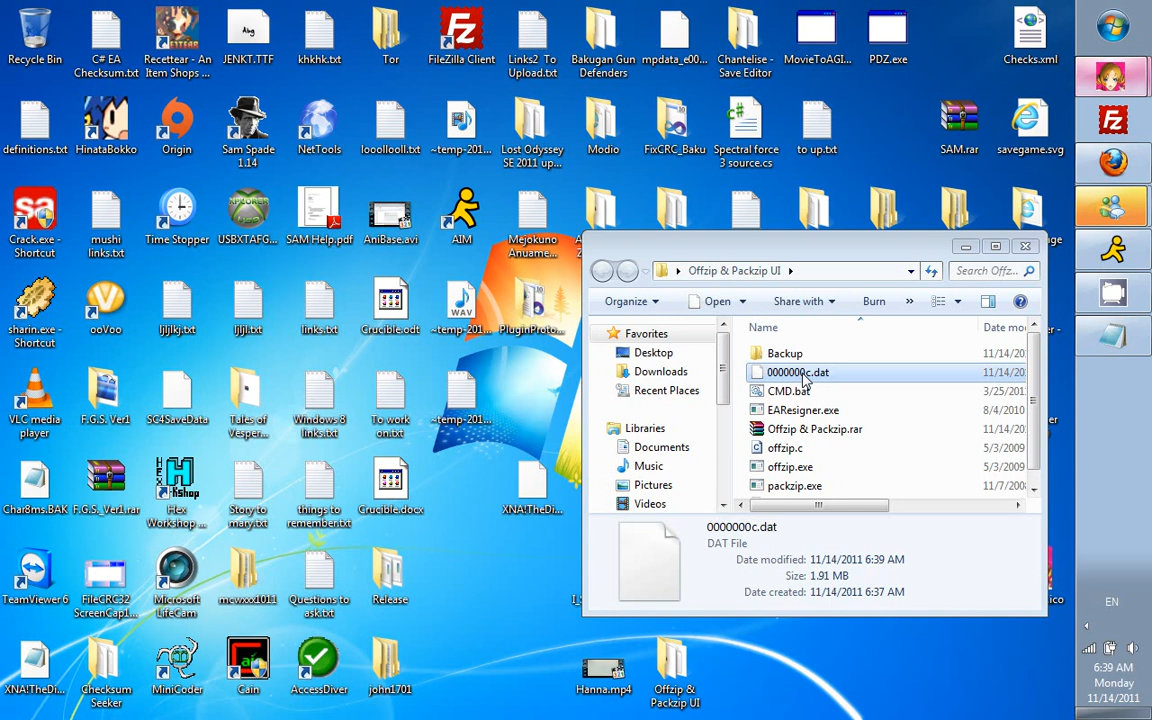 Recycle Bin
C# EA
Checksum.txt
Recettear - An
Item Shops ...
Abg
JENKT.TTF
khkhk.txt
Tor
FileZilla Client
Links2 To
Upload.txt
Bakugan Gun
Defenders
mpdata_e00...
Chantelise -
Save Editor
MovieToAGI...
PDZ.exe
Checks.xml
definitions.txt
HinataBokko
Origin
Sam Spade
1.14
NetTools
looollooll.txt
~temp-201...
Lost Odyssey
SE 2011 up...
Modio
FixCRC_Baku
Spectral force
3 source.cs
to up.txt
SAM.rar
savegame.svg
Crack.exe -
Shortcut
mushi
links.txt
Time Stopper
USBXTAFG...
SAM Help.pdf
AniBase.avi
AIM
Mejokuno
Anuame...
sharin.exe -
Shortcut
ooVoo
ljljlkj.txt
ljljl.txt
links.txt
Crucible.odt
WAV
~temp-201...
PluginProto...
VLC media
player
F.G.S. Ver1
SC4SaveData
Tales of
Vesper...
Windows 8
links.txt
To work
on.txt
~temp-201...
Char8ms.BAK
F.G.S._Ver1.rar
Hex
Workshop ...
Story to
mary.txt
things to
remember.txt
Crucible.docx
XNA!TheDi...
TeamViewer 6
FileCRC32
ScreenCap1...
Microsoft
LifeCam
mcvxxx1011
Questions to
ask.txt
Release
XNA!TheDi...
Checksum
Seeker
MiniCoder
Cain
AccessDiver
john1701
Hanna.mp4
Offzip &
Packzip UI
Offzip & Packzip UI
Search Offz...
Organize
Open
Share with
Burn
»
Favorites
Desktop
Downloads
Recent Places
Libraries
Documents
Music
Pictures
Videos
Name
Date mo
Backup
11/14/20
0000000c.dat
11/14/20
CMD.bat
3/25/201
EAResigner.exe
8/4/2010
Offzip & Packzip.rar
11/14/20
offzip.c
5/3/2009
offzip.exe
5/3/2009
packzip.exe
11/7/200
0000000c.dat
DAT File
Date modified: 11/14/2011 6:39 AM
Size: 1.91 MB
Date created: 11/14/2011 6:37 AM
EN
6:39 AM
Monday
11/14/2011